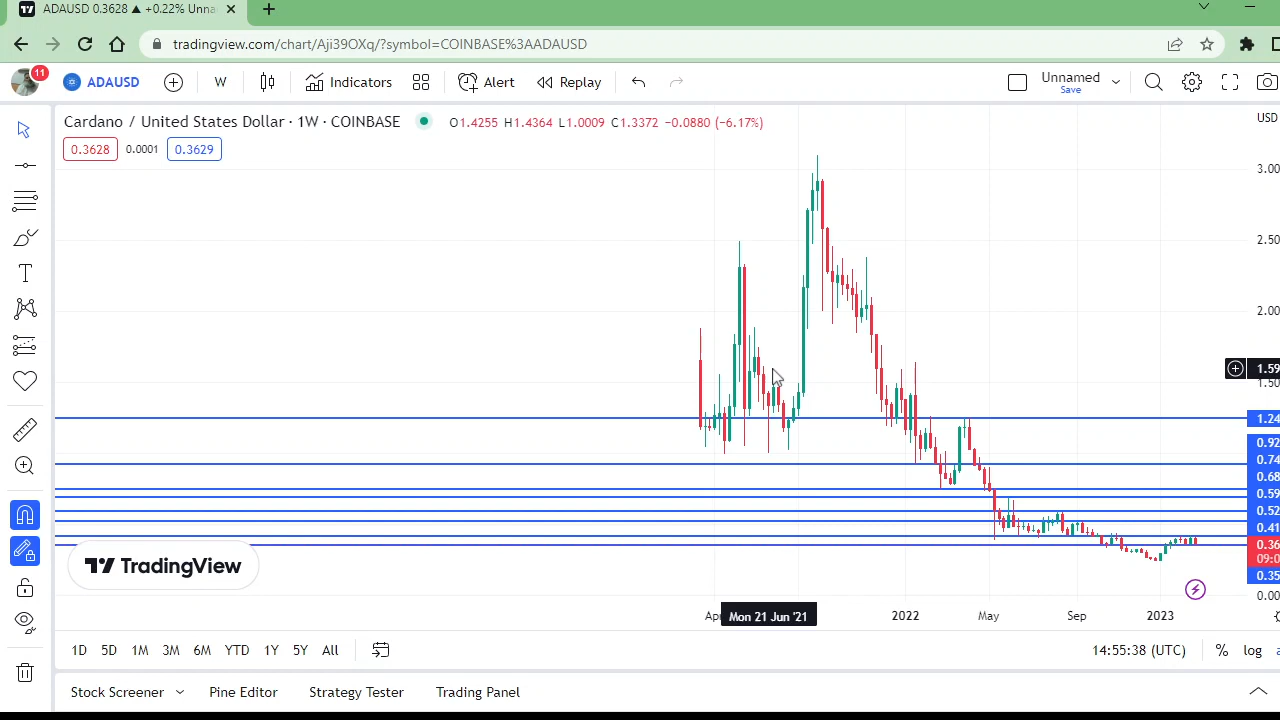 ADAUSD 0.3628 ▲ +0.22% Unna
tradingview.com/chart/Aji39OXq/?symbol=COINBASE%3AADAUSD
11
ADAUSD W Indicators Alert Replay Unnamed
Save
Cardano / United States Dollar · 1W · COINBASE O1.4255 H1.4364 L1.0009 C1.3372 −0.0880 (−6.17%)
USD
0.3628 0.0001 0.3629
3.00
2.50
2.00
1.59
1.50
1.24
0.92
0.74
0.68
0.59
0.52
0.41
0.36
09:0
0.35
0.00
TradingView
Ap Mon 21 Jun '21 2022 May Sep 2023
1D 5D 1M 3M 6M YTD 1Y 5Y All 14:55:38 (UTC) % log a
Stock Screener Pine Editor Strategy Tester Trading Panel